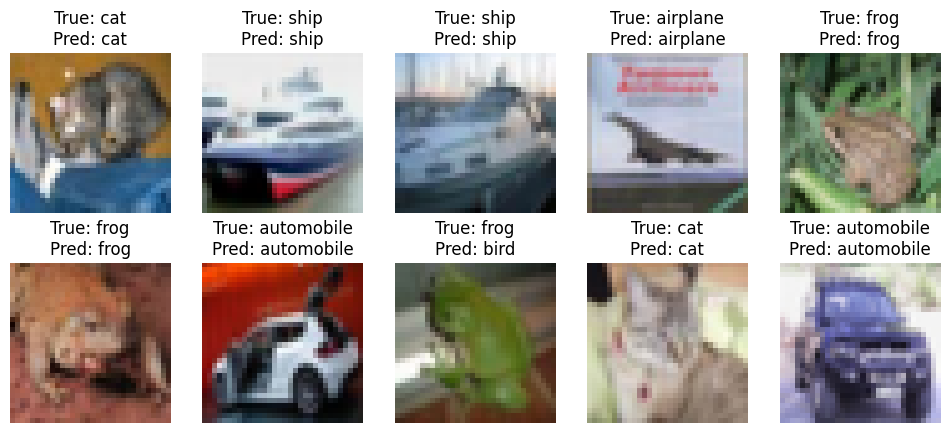 True: cat
Pred: cat
True: ship
Pred: ship
True: ship
Pred: ship
True: airplane
Pred: airplane
True: frog
Pred: frog
True: frog
Pred: frog
True: automobile
Pred: automobile
True: frog
Pred: bird
True: cat
Pred: cat
True: automobile
Pred: automobile